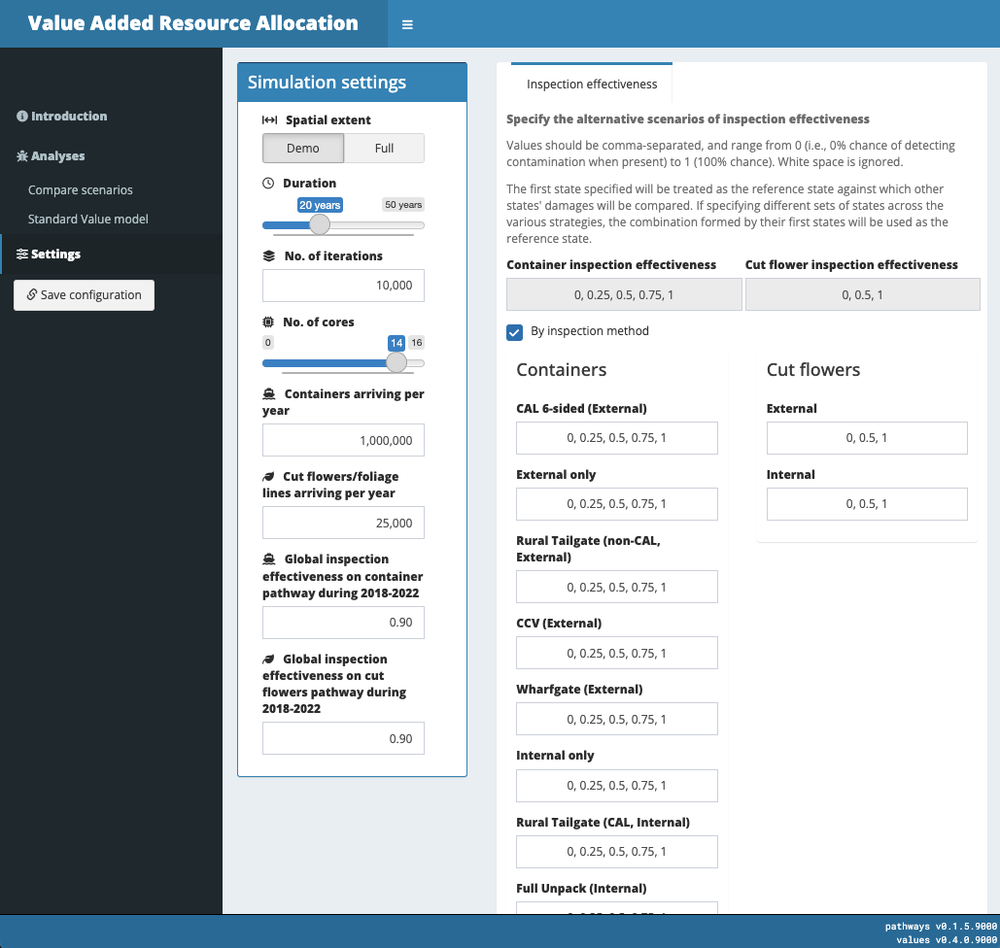 Value Added Resource Allocation
Introduction
Analyses
Compare scenarios
Standard Value model
Settings
Save configuration
Simulation settings
Spatial extent
Demo
Full
Duration
20 years
50 years
No. of iterations
10,000
No. of cores
0
14
16
Containers arriving per
year
1,000,000
Cut flowers/foliage
lines arriving per year
25,000
Global inspection
effectiveness on container
pathway during 2018-2022
0.90
Global inspection
effectiveness on cut
flowers pathway during
2018-2022
0.90
Inspection effectiveness
Specify the alternative scenarios of inspection effectiveness
Values should be comma-separated, and range from 0 (i.e., 0% chance of detecting
contamination when present) to 1 (100% chance). White space is ignored.
The first state specified will be treated as the reference state against which other
states' damages will be compared. If specifying different sets of states across the
various strategies, the combination formed by their first states will be used as the
reference state.
Container inspection effectiveness
0, 0.25, 0.5, 0.75, 1
Cut flower inspection effectiveness
0, 0.5, 1
By inspection method
Containers
CAL 6-sided (External)
0, 0.25, 0.5, 0.75, 1
External only
0, 0.25, 0.5, 0.75, 1
Rural Tailgate (non-CAL,
External)
0, 0.25, 0.5, 0.75, 1
CCV (External)
0, 0.25, 0.5, 0.75, 1
Wharfgate (External)
0, 0.25, 0.5, 0.75, 1
Internal only
0, 0.25, 0.5, 0.75, 1
Rural Tailgate (CAL, Internal)
0, 0.25, 0.5, 0.75, 1
Full Unpack (Internal)
Cut flowers
External
0, 0.5, 1
Internal
0, 0.5, 1
pathways v0.1.5.9000
values v0.4.0.9000